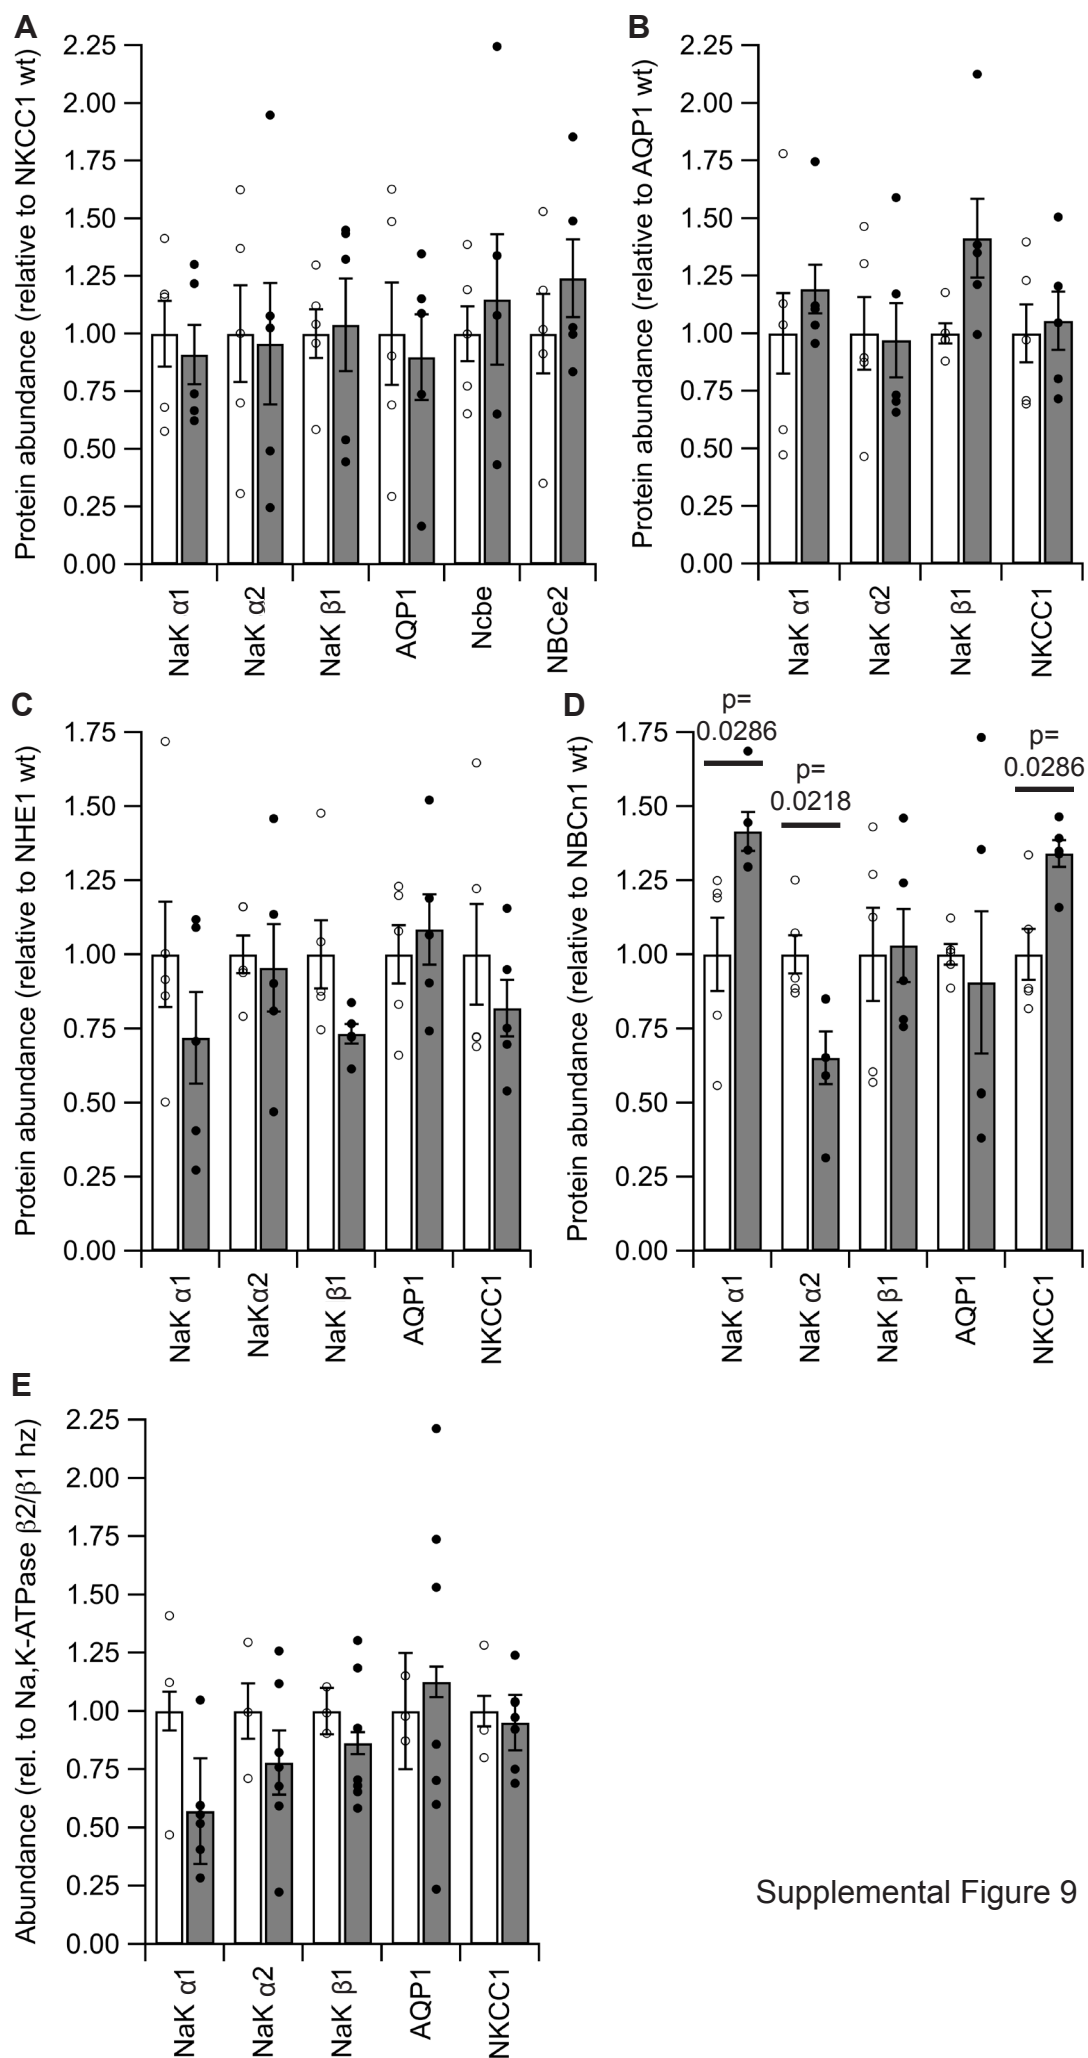 A
Protein abundance (relative to NKCC1 wt)
2.25
2.00
1.75
1.50
1.25
1.00
0.75
0.50
0.25
0.00
NaK α1
NaK α2
NaK β1
AQP1
Ncbe
NBCe2
B
Protein abundance (relative to AQP1 wt)
2.25
2.00
1.75
1.50
1.25
1.00
0.75
0.50
0.25
0.00
NaK α1
NaK α2
NaK β1
NKCC1
C
Protein abundance (relative to NHE1 wt)
1.75
1.50
1.25
1.00
0.75
0.50
0.25
0.00
NaK α1
NaKα2
NaK β1
AQP1
NKCC1
D
Protein abundance (relative to NBCn1 wt)
1.75
1.50
1.25
1.00
0.75
0.50
0.25
0.00
p=
0.0286
p=
0.0218
p=
0.0286
NaK α1
NaK α2
NaK β1
AQP1
NKCC1
E
Abundance (rel. to Na,K-ATPase β2/β1 hz)
2.25
2.00
1.75
1.50
1.25
1.00
0.75
0.50
0.25
0.00
NaK α1
NaK α2
NaK β1
AQP1
NKCC1
Supplemental Figure 9